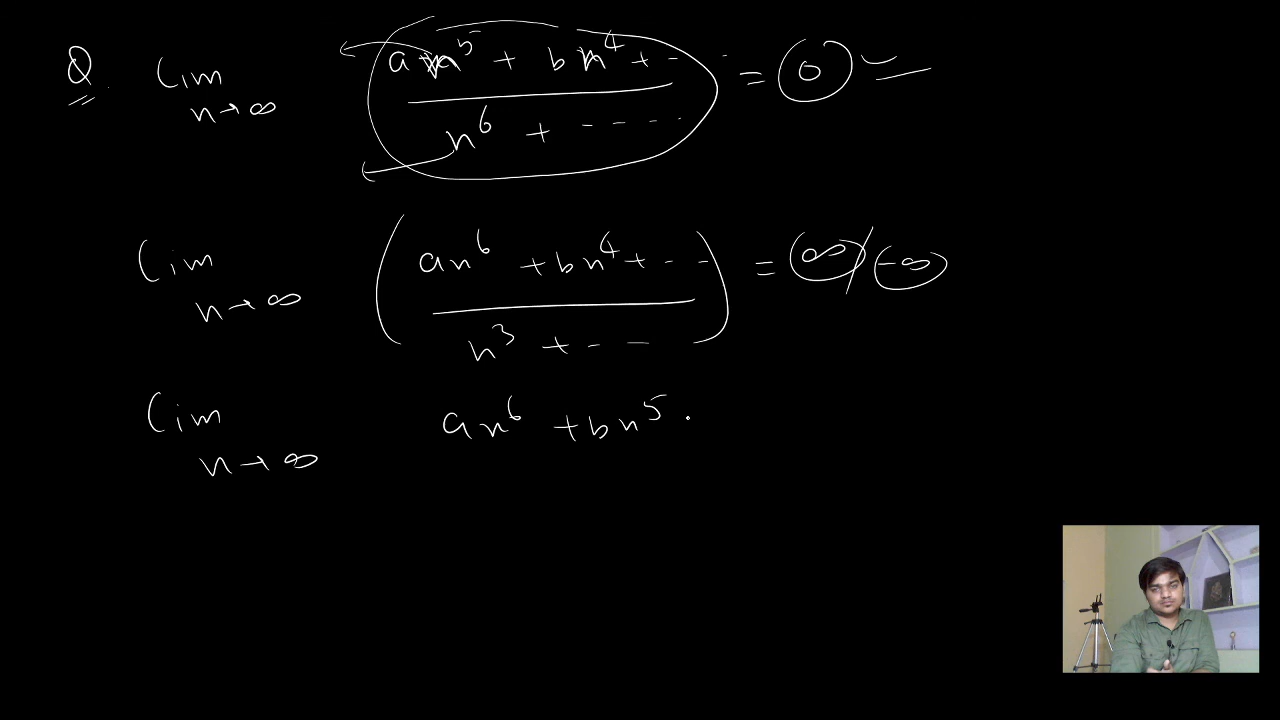 Q. lim n→∞ (an⁵ + bn⁴ + - - / n⁶ + - - - -) = 0
lim n→∞ (an⁶ + bn⁴ + - - / n³ + - - -) = ∞ / -∞
lim n→∞ an⁶ + bn⁵ .